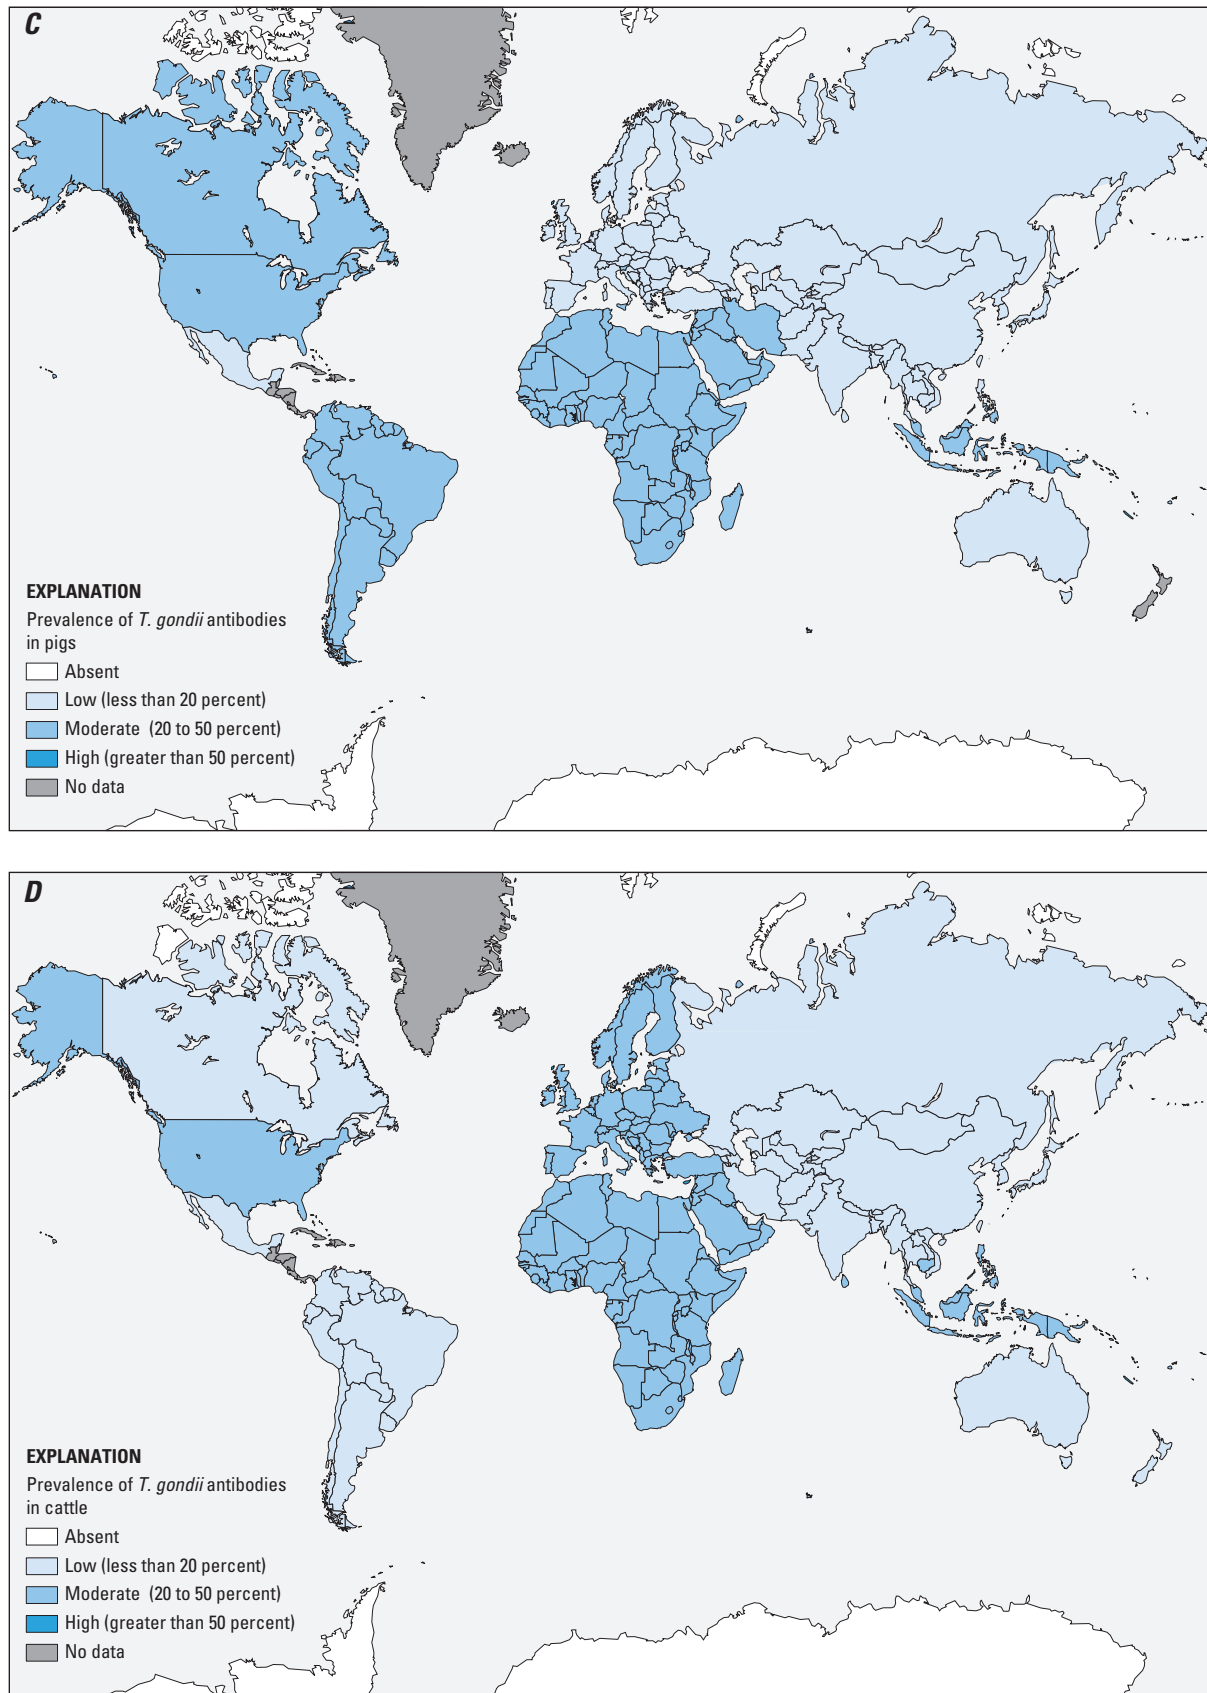 C
EXPLANATION
Prevalence of T. gondii antibodies
in pigs
Absent
Low (less than 20 percent)
Moderate (20 to 50 percent)
High (greater than 50 percent)
No data
D
EXPLANATION
Prevalence of T. gondii antibodies
in cattle
Absent
Low (less than 20 percent)
Moderate (20 to 50 percent)
High (greater than 50 percent)
No data